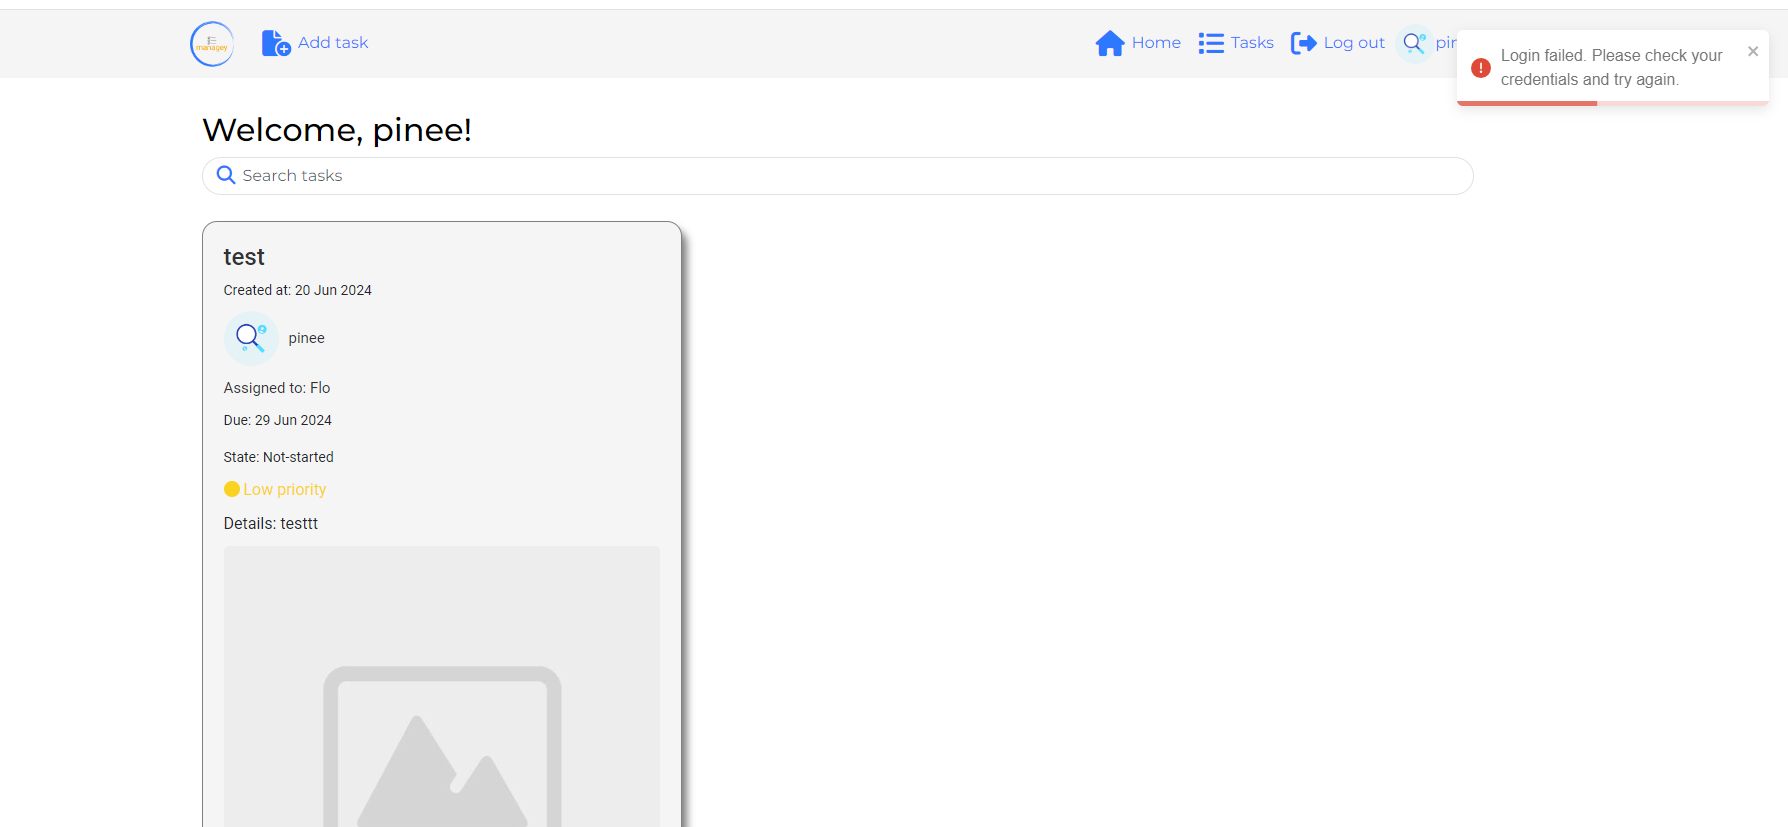 managey
Add task
Home
Tasks
Log out
Login failed. Please check your
credentials and try again.
Welcome, pinee!
Search tasks
test
Created at: 20 Jun 2024
pinee
Assigned to: Flo
Due: 29 Jun 2024
State: Not-started
Low priority
Details: testtt